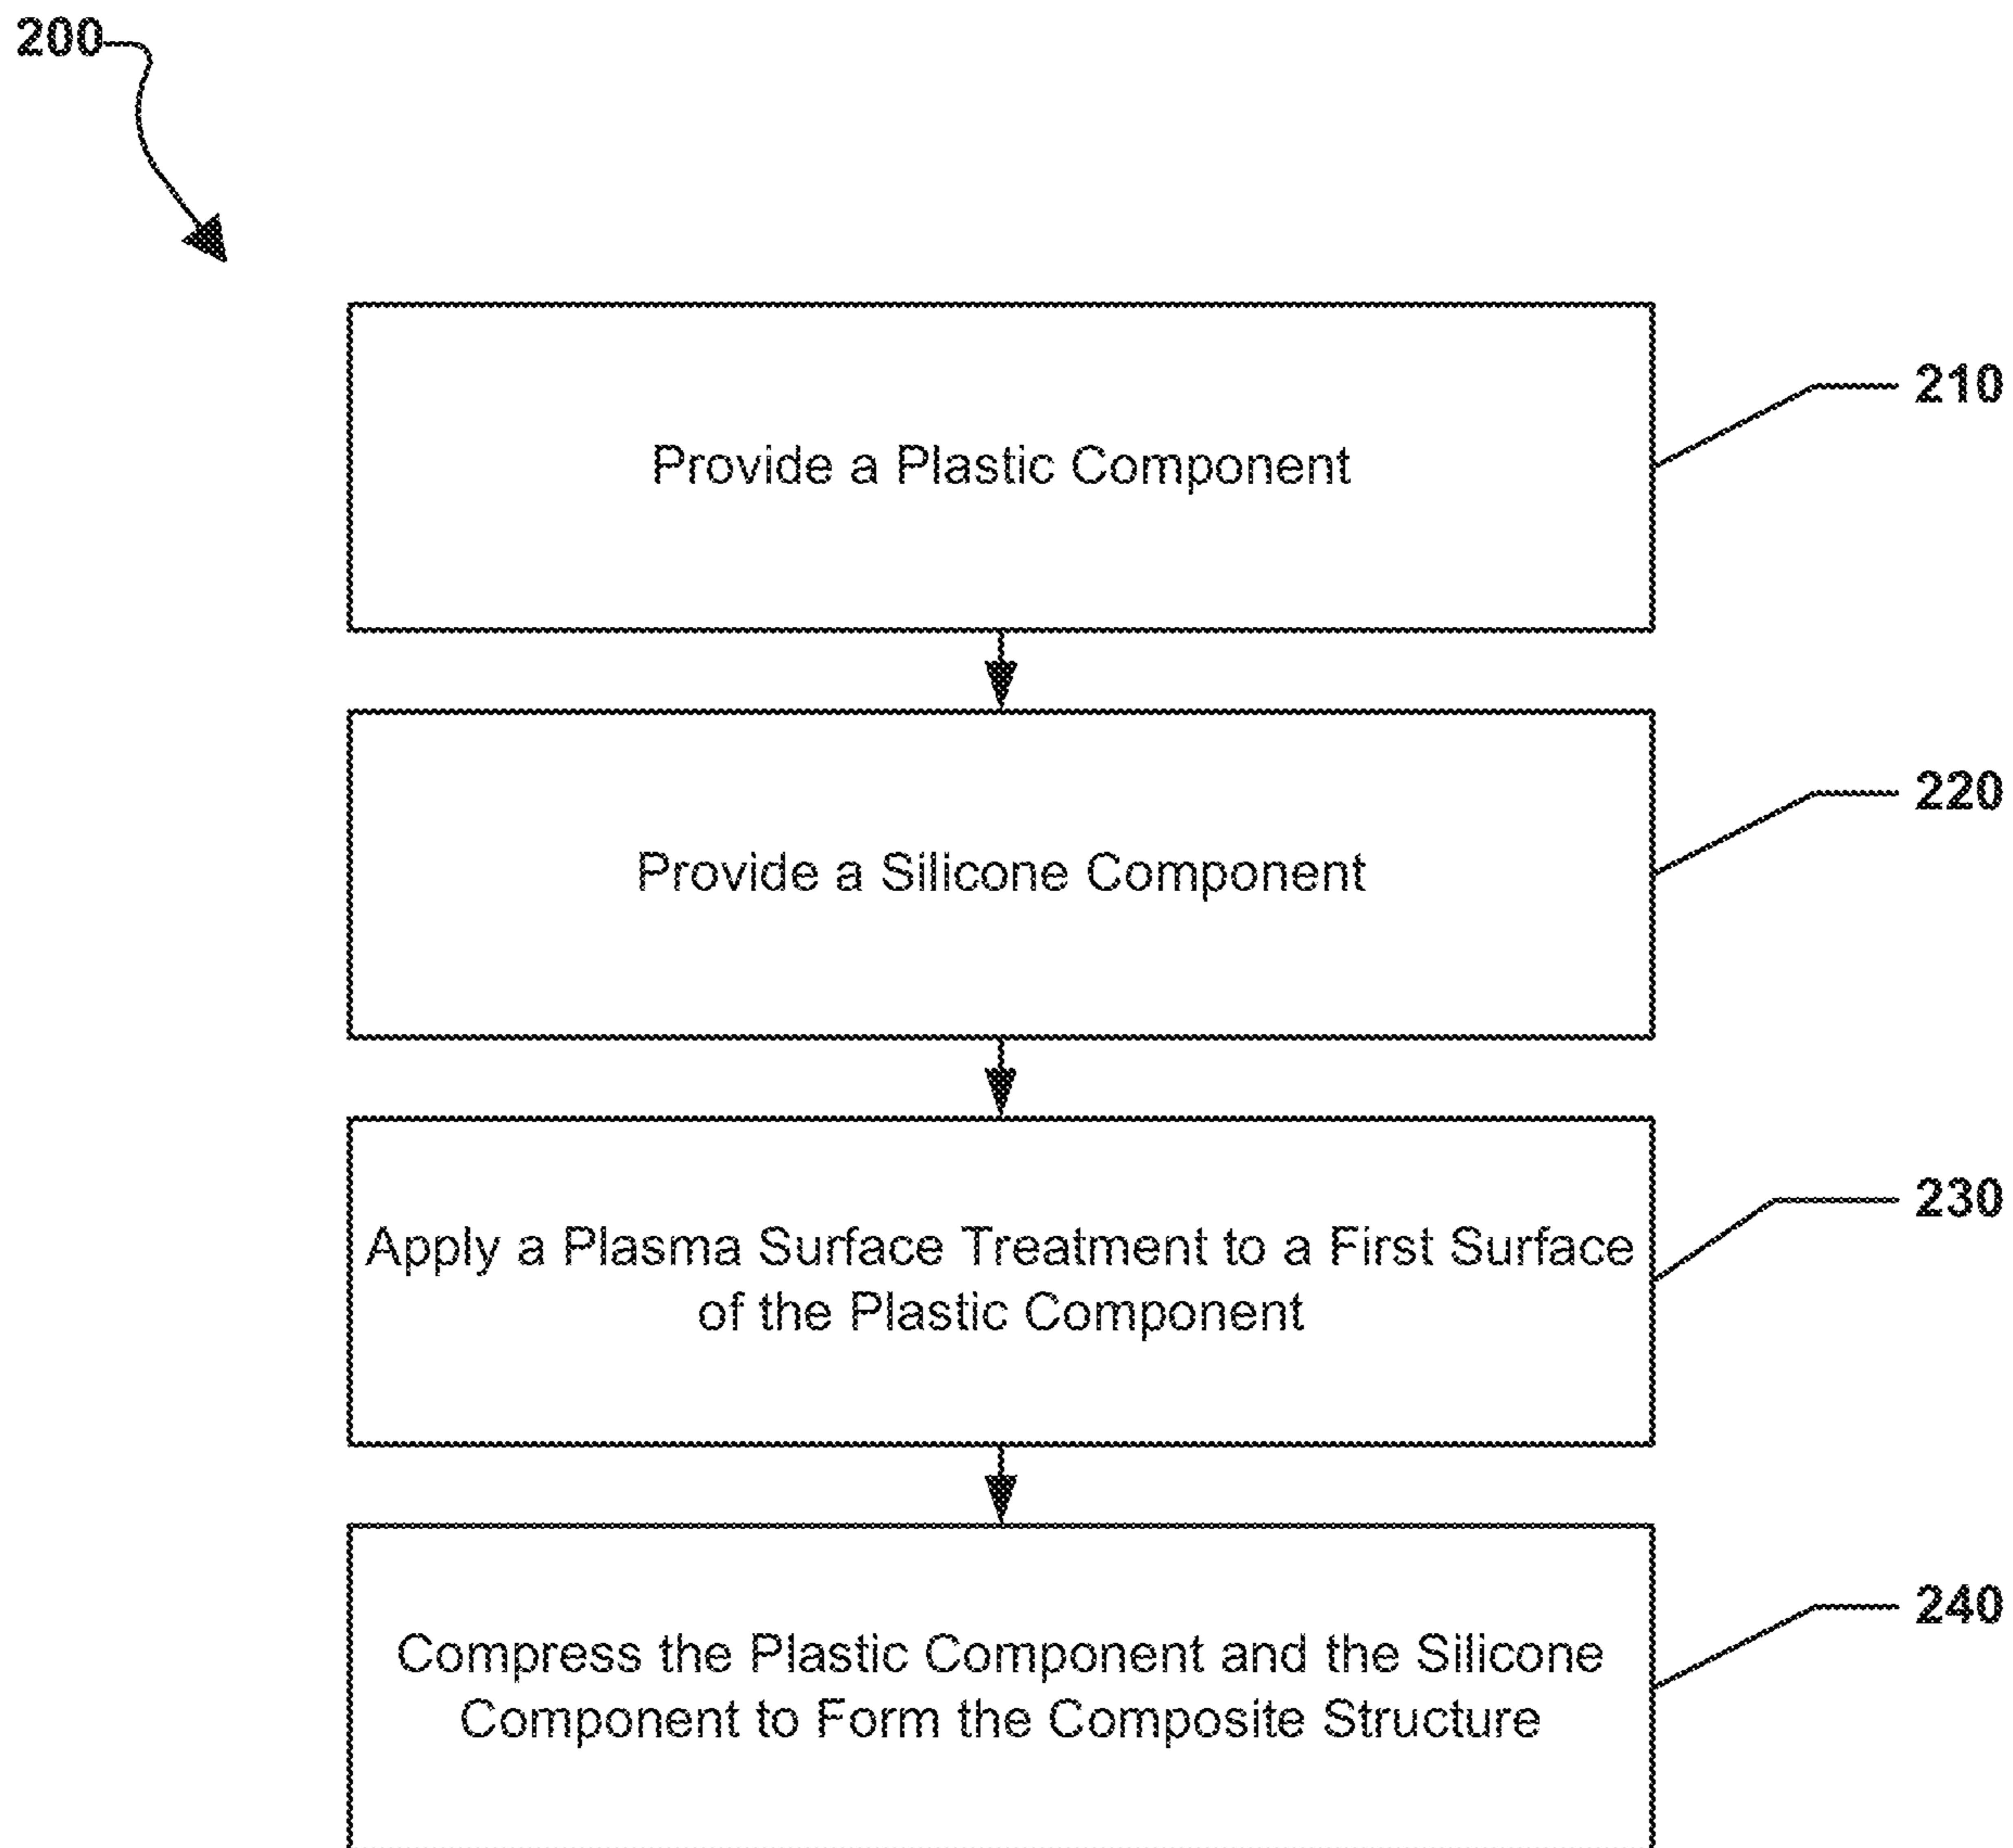 200
Provide a Plastic Component
210
Provide a Silicone Component
220
Apply a Plasma Surface Treatment to a First Surface
of the Plastic Component
230
Compress the Plastic Component and the Silicone
Component to Form the Composite Structure
240